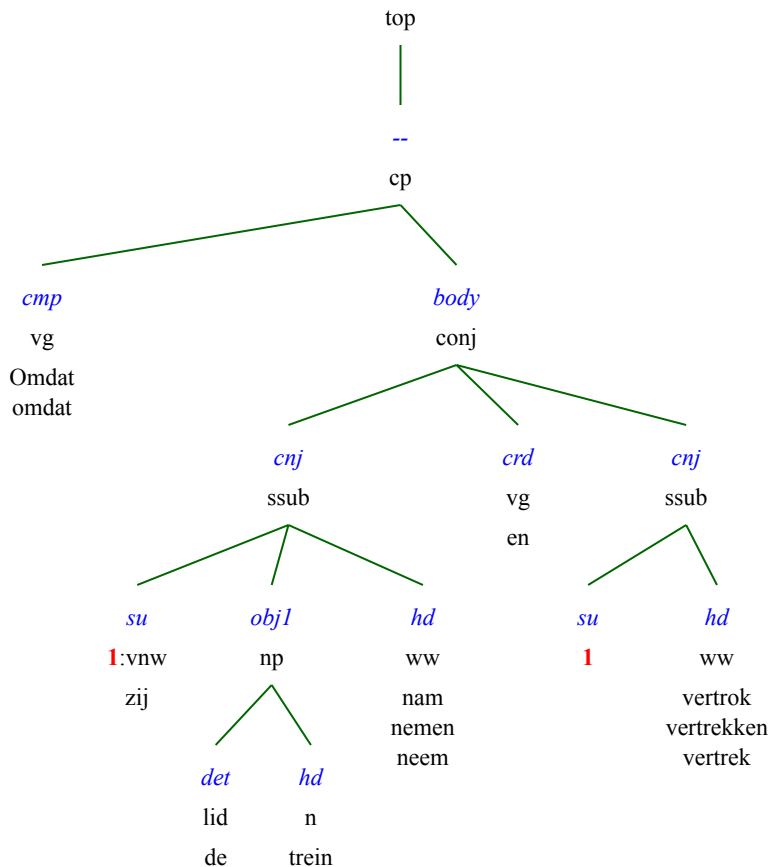 top
--
cp
cmp body
vg conj
Omdat
omdat
cnj crd cnj
ssub vg ssub
en
su obj1 hd su hd
1:vnw np ww 1 ww
zij nam vertrok
nemen vertrekken
neem vertrek
det hd
lid n
de trein